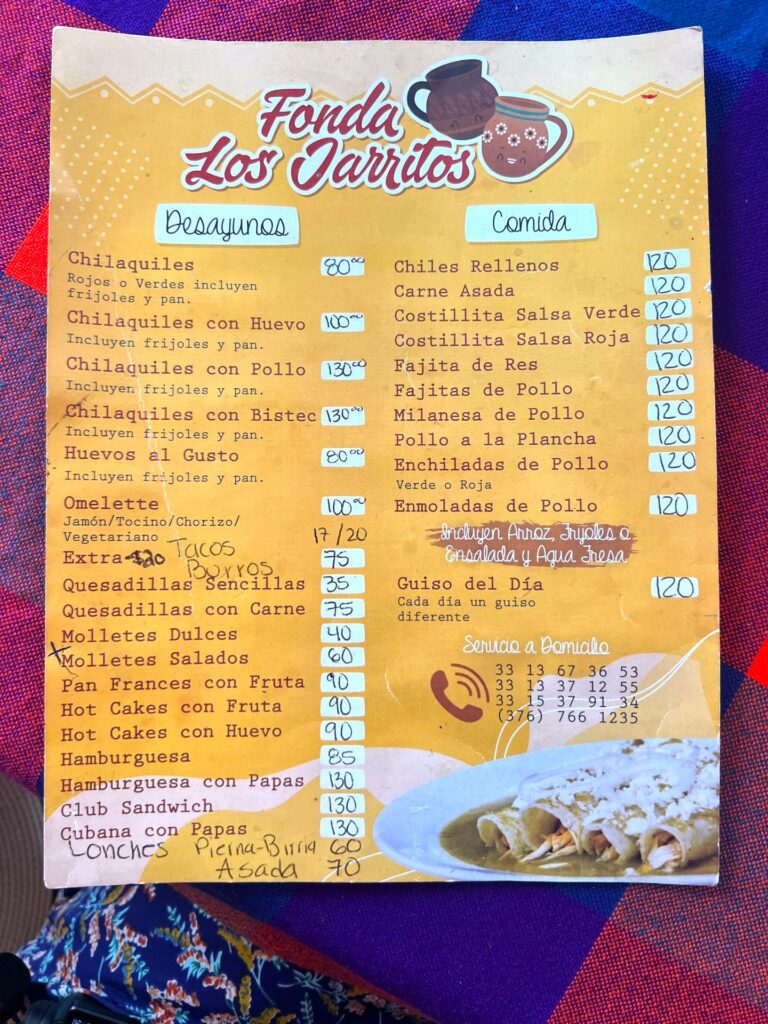 Fonda
Los Jarritos
Desayunos
Chilaquiles 80⁰⁰
Rojos o Verdes incluyen
frijoles y pan.
Chilaquiles con Huevo 100⁰⁰
Incluyen frijoles y pan.
Chilaquiles con Pollo 130⁰⁰
Incluyen frijoles y pan.
Chilaquiles con Bistec 130⁰⁰
Incluyen frijoles y pan.
Huevos al Gusto 80⁰⁰
Incluyen frijoles y pan.
Omelette 100⁰⁰
Jamón/Tocino/Chorizo/
Vegetariano 17/20
Extra $20 Tacos 75
Burros
Quesadillas Sencillas 35
Quesadillas con Carne 75
Molletes Dulces 40
x Molletes Salados 60
Pan Frances con Fruta 90
Hot Cakes con Fruta 90
Hot Cakes con Huevo 90
Hamburguesa 85
Hamburguesa con Papas 130
Club Sandwich 130
Cubana con Papas 130
Lonches Pierna-Birria 60
Asada 70
Comida
Chiles Rellenos 120
Carne Asada 120
Costillita Salsa Verde 120
Costillita Salsa Roja 120
Fajita de Res 120
Fajitas de Pollo 120
Milanesa de Pollo 120
Pollo a la Plancha 120
Enchiladas de Pollo 120
Verde o Roja
Enmoladas de Pollo 120
Incluyen Arroz, Frijoles o
Ensalada y Agua Fresa
Guiso del Día 120
Cada día un guiso
diferente
Servicio a Domicilio
33 13 67 36 53
33 13 37 12 55
33 15 37 91 34
(376) 766 1235